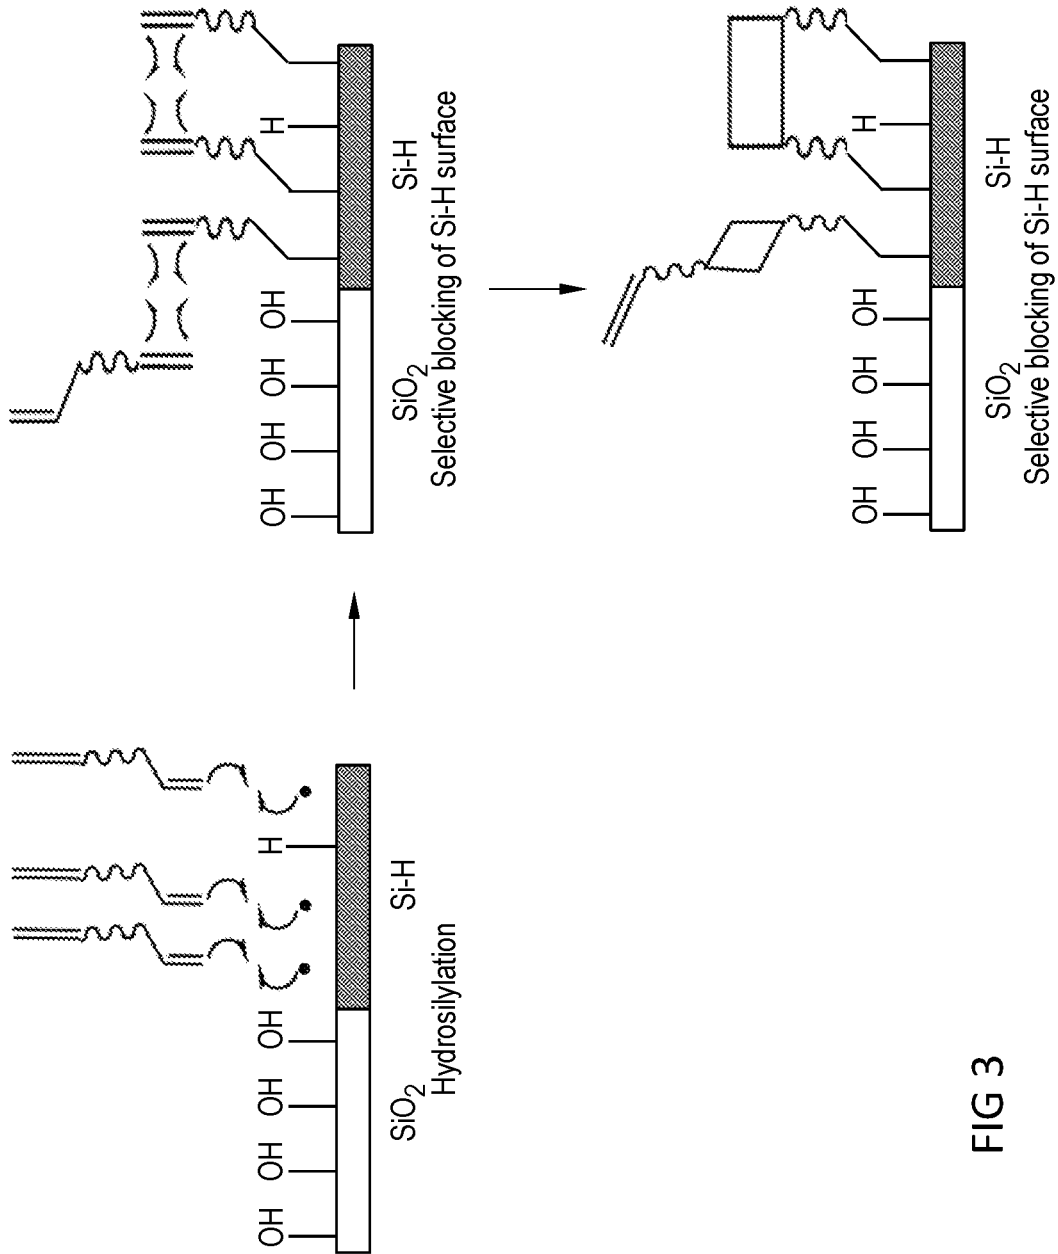 OH OH OH OH H
SiO2 Si-H
Hydrosilylation
OH OH OH OH H
SiO2 Si-H
Selective blocking of Si-H surface
OH OH OH OH H
SiO2 Si-H
Selective blocking of Si-H surface
FIG 3